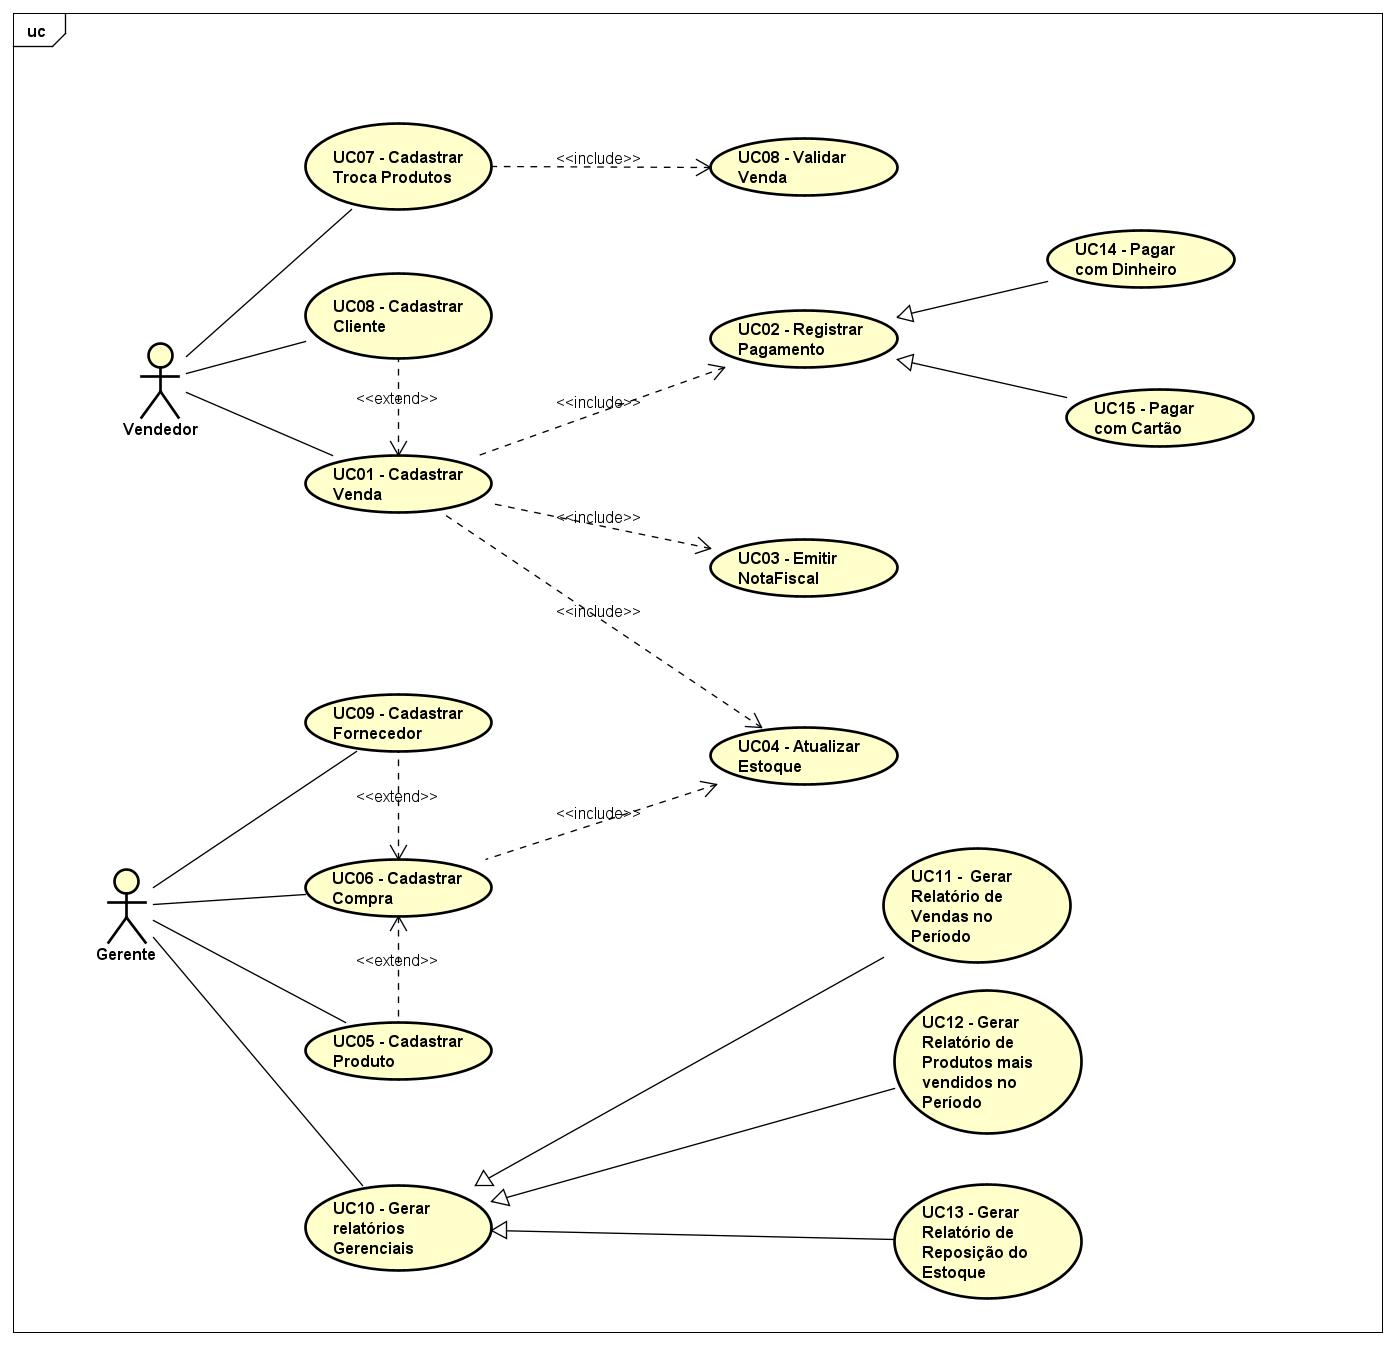 uc
UC07 - Cadastrar
Troca Produtos
<<include>>
UC08 - Validar
Venda
UC14 - Pagar
com Dinheiro
UC08 - Cadastrar
Cliente
UC02 - Registrar
Pagamento
<<extend>>
<<include>>
UC15 - Pagar
com Cartão
Vendedor
UC01 - Cadastrar
Venda
<<include>>
UC03 - Emitir
NotaFiscal
<<include>>
UC09 - Cadastrar
Fornecedor
UC04 - Atualizar
Estoque
<<extend>>
<<include>>
UC06 - Cadastrar
Compra
UC11 -  Gerar
Relatório de
Vendas no
Período
Gerente
<<extend>>
UC05 - Cadastrar
Produto
UC12 - Gerar
Relatório de
Produtos mais
vendidos no
Período
UC10 - Gerar
relatórios
Gerenciais
UC13 - Gerar
Relatório de
Reposição do
Estoque